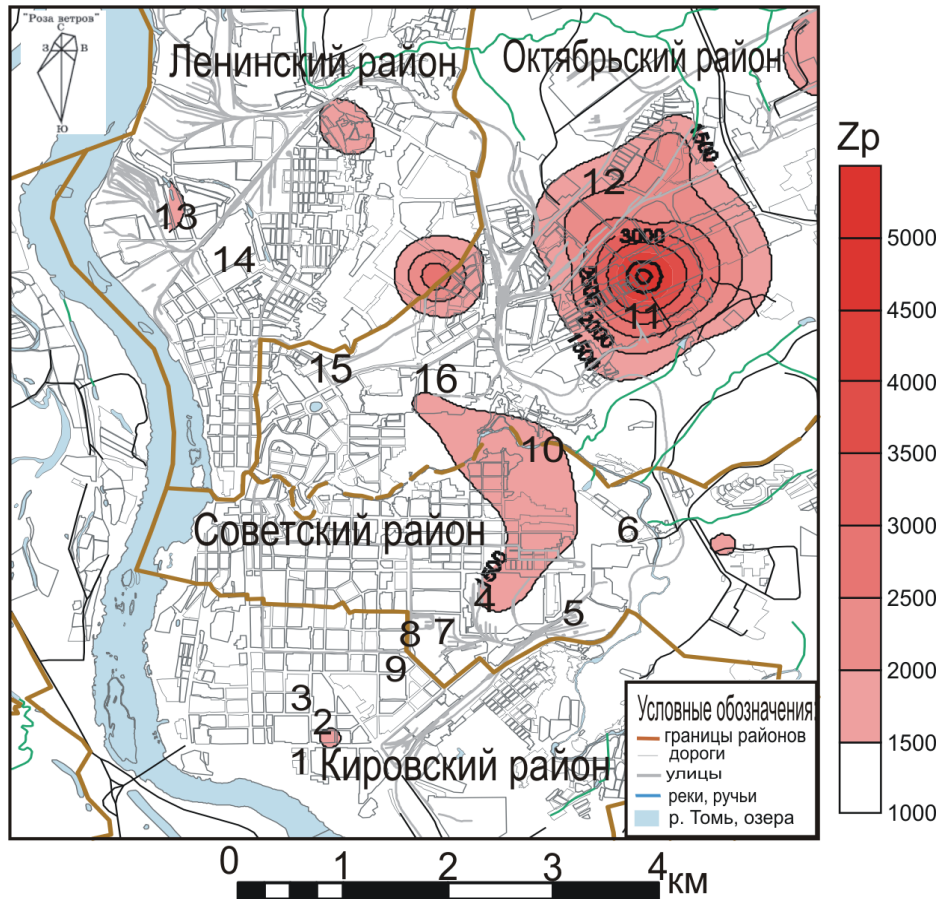 "Роза ветров"
С
З В
Ю
Ленинский район
Октябрьский район
Zp
1500
12
13
3000
14
2500
11
2000
1500
15
16
10
Советский район
6
1500
4
5
8 7
9
3
2
1
Кировский район
5000
4500
4000
3500
3000
2500
2000
1500
1000
Условные обозначения:
границы районов
дороги
улицы
реки, ручьи
р. Томь, озера
0 1 2 3 4 км